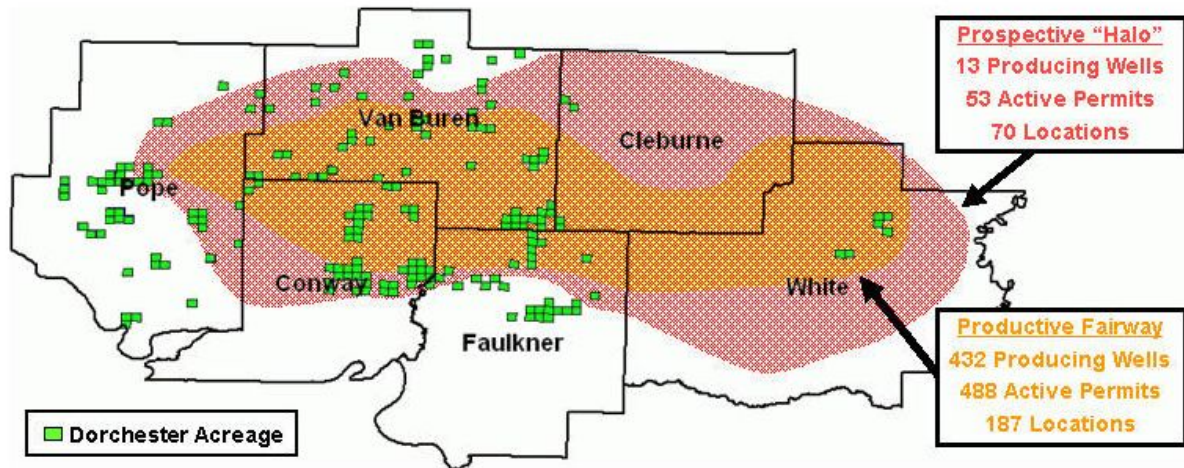 Prospective “Halo”
13 Producing Wells
53 Active Permits
70 Locations
Van Buren
Cleburne
Pope
Conway
White
Faulkner
Productive Fairway
432 Producing Wells
488 Active Permits
187 Locations
Dorchester Acreage